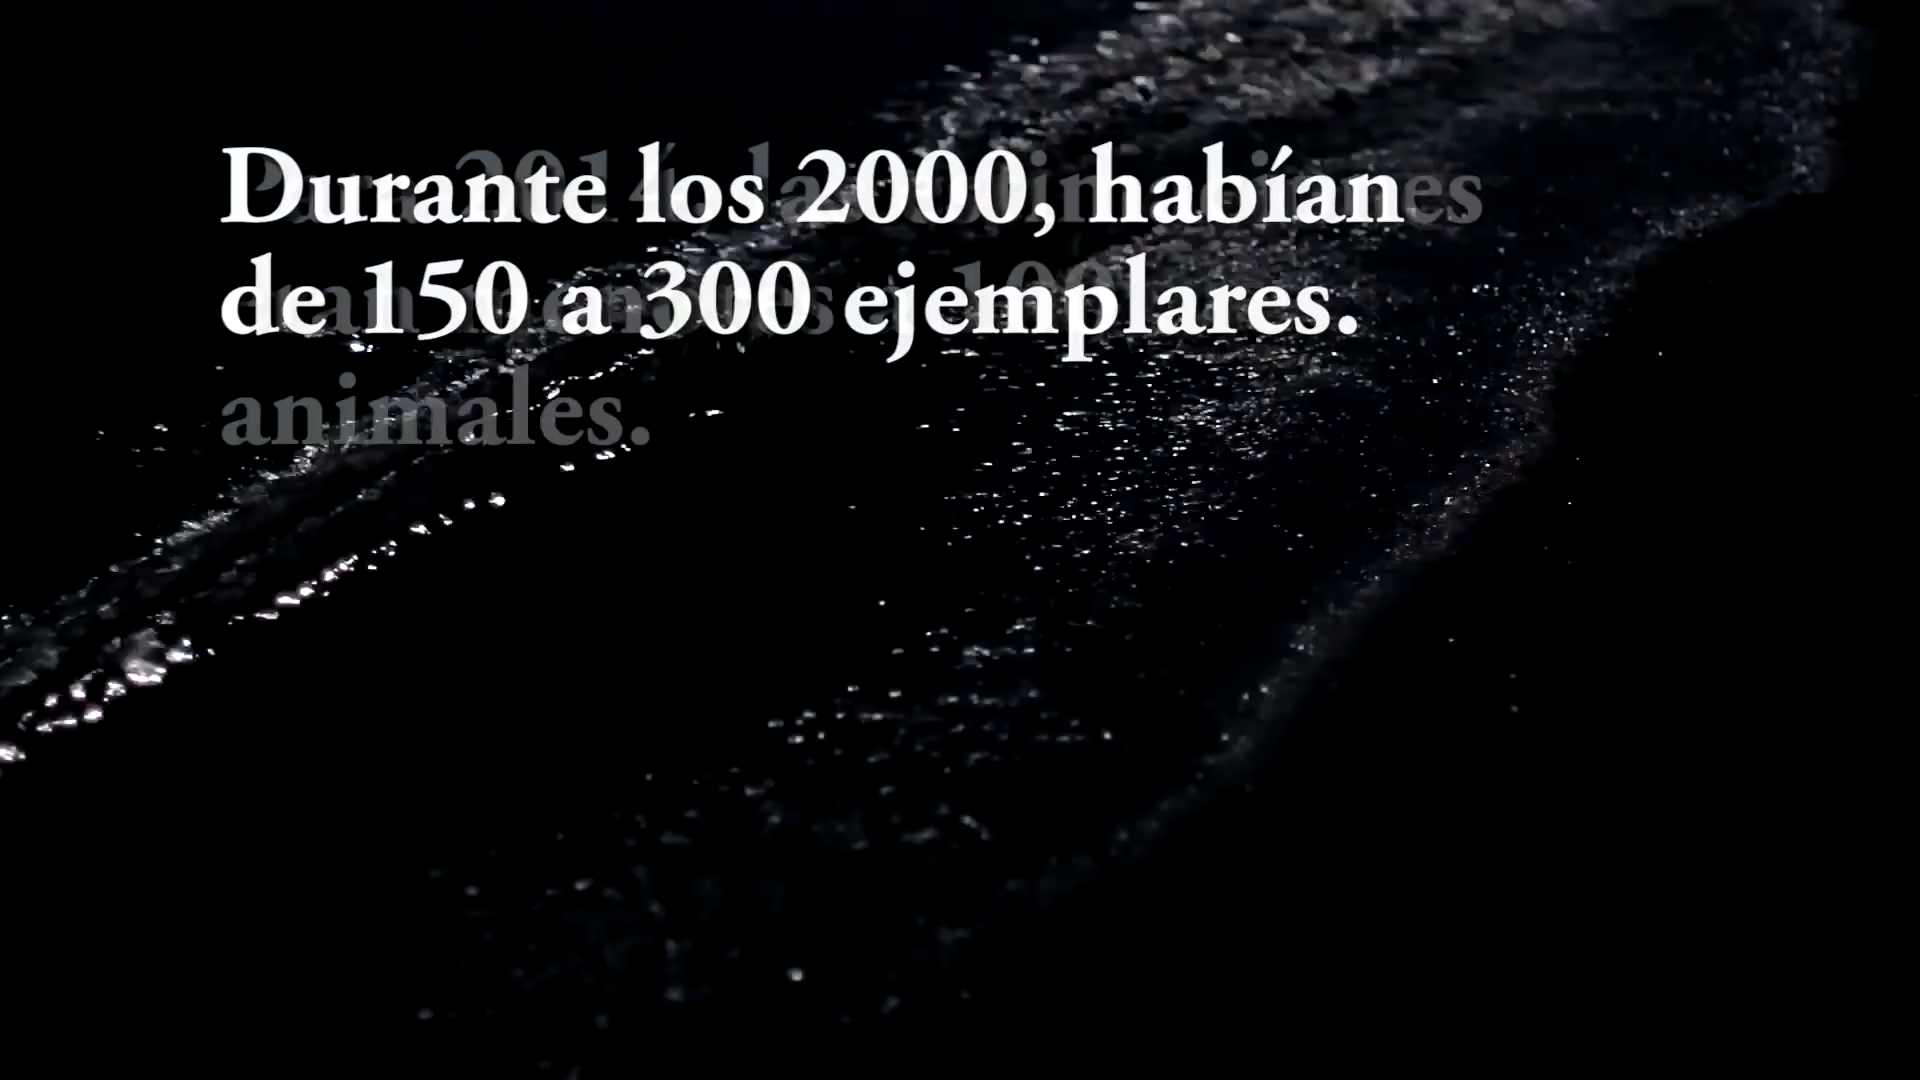 Durante los 2000, habían
de 150 a 300 ejemplares.
animales.